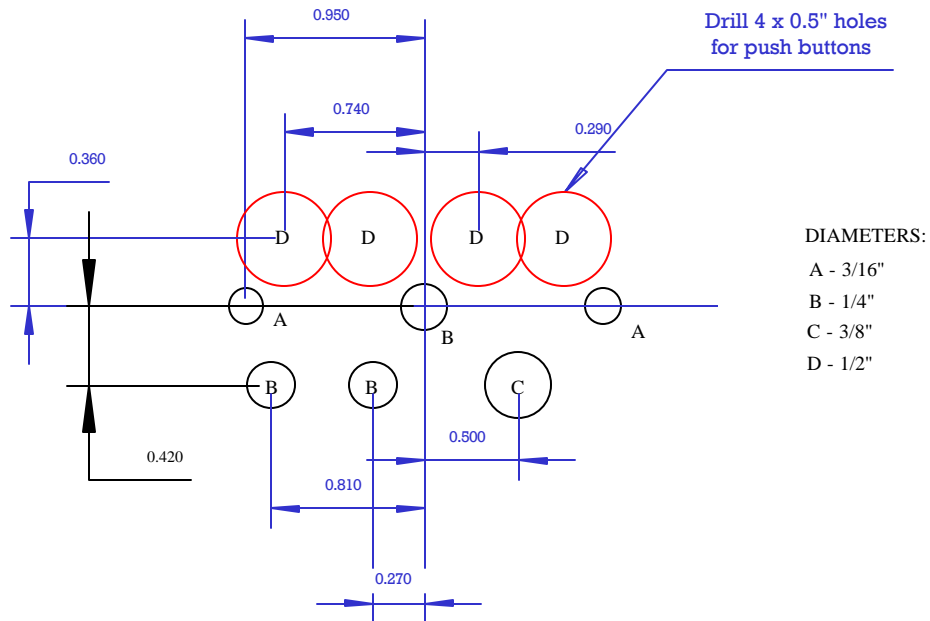 0.950
Drill 4 x 0.5" holes
for push buttons
0.740
0.290
0.360
D
D
D
D
DIAMETERS:
A - 3/16"
B - 1/4"
C - 3/8"
D - 1/2"
A
B
A
B
B
C
0.500
0.420
0.810
0.270